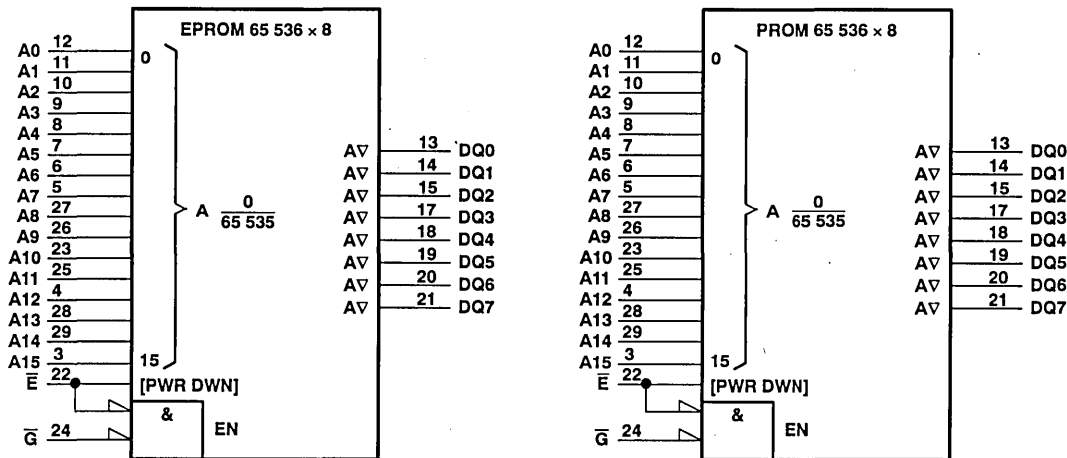 EPROM 65 536 × 8
A0 12
0
A1 11
A2 10
A3 9
A4 8
A5 7
A6 6
A7 5
A8 27
A9 26
A10 23
A11 25
A12 4
A13 28
A14 29
A15 3
15
A 0
65 535
A∇ 13 DQ0
A∇ 14 DQ1
A∇ 15 DQ2
A∇ 17 DQ3
A∇ 18 DQ4
A∇ 19 DQ5
A∇ 20 DQ6
A∇ 21 DQ7
E̅ 22
[PWR DWN]
&
EN
G̅ 24
PROM 65 536 × 8
A0 12
0
A1 11
A2 10
A3 9
A4 8
A5 7
A6 6
A7 5
A8 27
A9 26
A10 23
A11 25
A12 4
A13 28
A14 29
A15 3
15
A 0
65 535
A∇ 13 DQ0
A∇ 14 DQ1
A∇ 15 DQ2
A∇ 17 DQ3
A∇ 18 DQ4
A∇ 19 DQ5
A∇ 20 DQ6
A∇ 21 DQ7
E̅ 22
[PWR DWN]
&
EN
G̅ 24